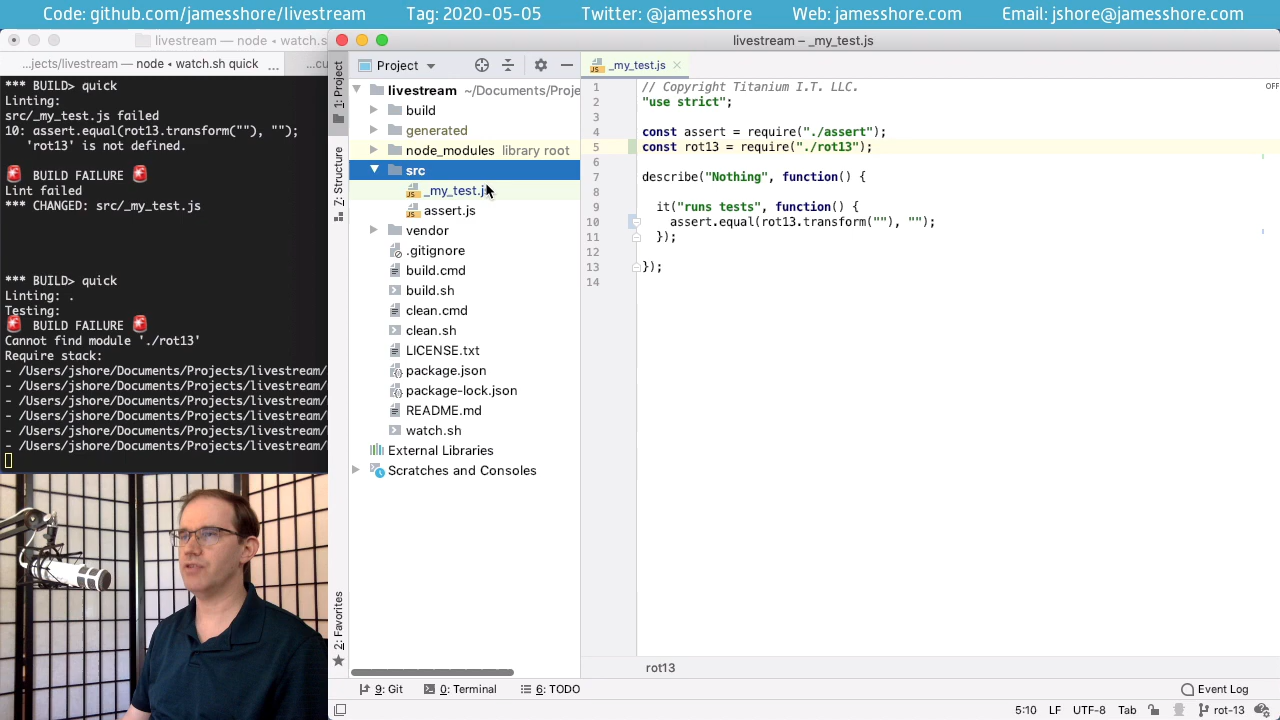 Code: github.com/jamesshore/livestream Tag: 2020-05-05 Twitter: @jamesshore Web: jamesshore.com Email: jshore@jamesshore.com
livestream — node ◂ watch.s
...jects/livestream — node ◂ watch.sh quick ... ...cu
*** BUILD> quick
Linting:
src/_my_test.js failed
10: assert.equal(rot13.transform(""), "");
'rot13' is not defined.
🚨 BUILD FAILURE 🚨
Lint failed
*** CHANGED: src/_my_test.js
*** BUILD> quick
Linting: .
Testing:
🚨 BUILD FAILURE 🚨
Cannot find module './rot13'
Require stack:
- /Users/jshore/Documents/Projects/livestream/
- /Users/jshore/Documents/Projects/livestream/
- /Users/jshore/Documents/Projects/livestream/
- /Users/jshore/Documents/Projects/livestream/
- /Users/jshore/Documents/Projects/livestream/
- /Users/jshore/Documents/Projects/livestream/
livestream – _my_test.js
1: Project
7: Structure
2: Favorites
Project
livestream ~/Documents/Proje
build
generated
node_modules library root
src
_my_test.js
assert.js
vendor
.gitignore
build.cmd
build.sh
clean.cmd
clean.sh
LICENSE.txt
package.json
package-lock.json
README.md
watch.sh
External Libraries
Scratches and Consoles
_my_test.js
OFF
1 // Copyright Titanium I.T. LLC.
2 "use strict";
3
4 const assert = require("./assert");
5 const rot13 = require("./rot13");
6
7 describe("Nothing", function() {
8
9 it("runs tests", function() {
10 assert.equal(rot13.transform(""), "");
11 });
12
13 });
14
rot13
9: Git 0: Terminal 6: TODO Event Log
5:10 LF UTF-8 Tab rot-13